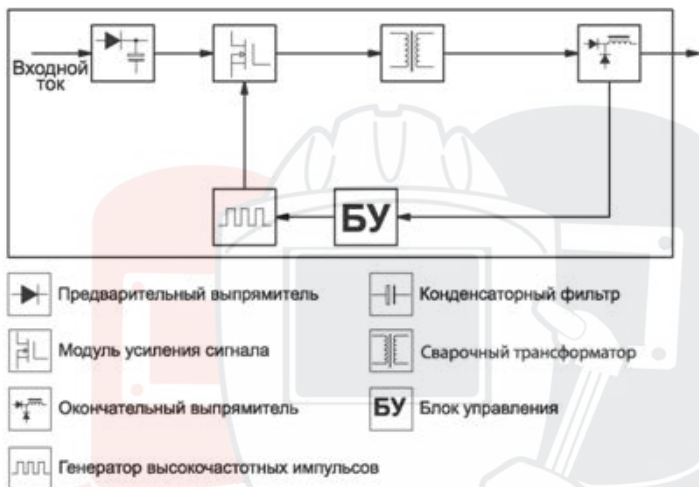 Входной
ток
БУ
Предварительный выпрямитель
Конденсаторный фильтр
Модуль усиления сигнала
Сварочный трансформатор
Окончательный выпрямитель
БУ Блок управления
Генератор высокочастотных импульсов